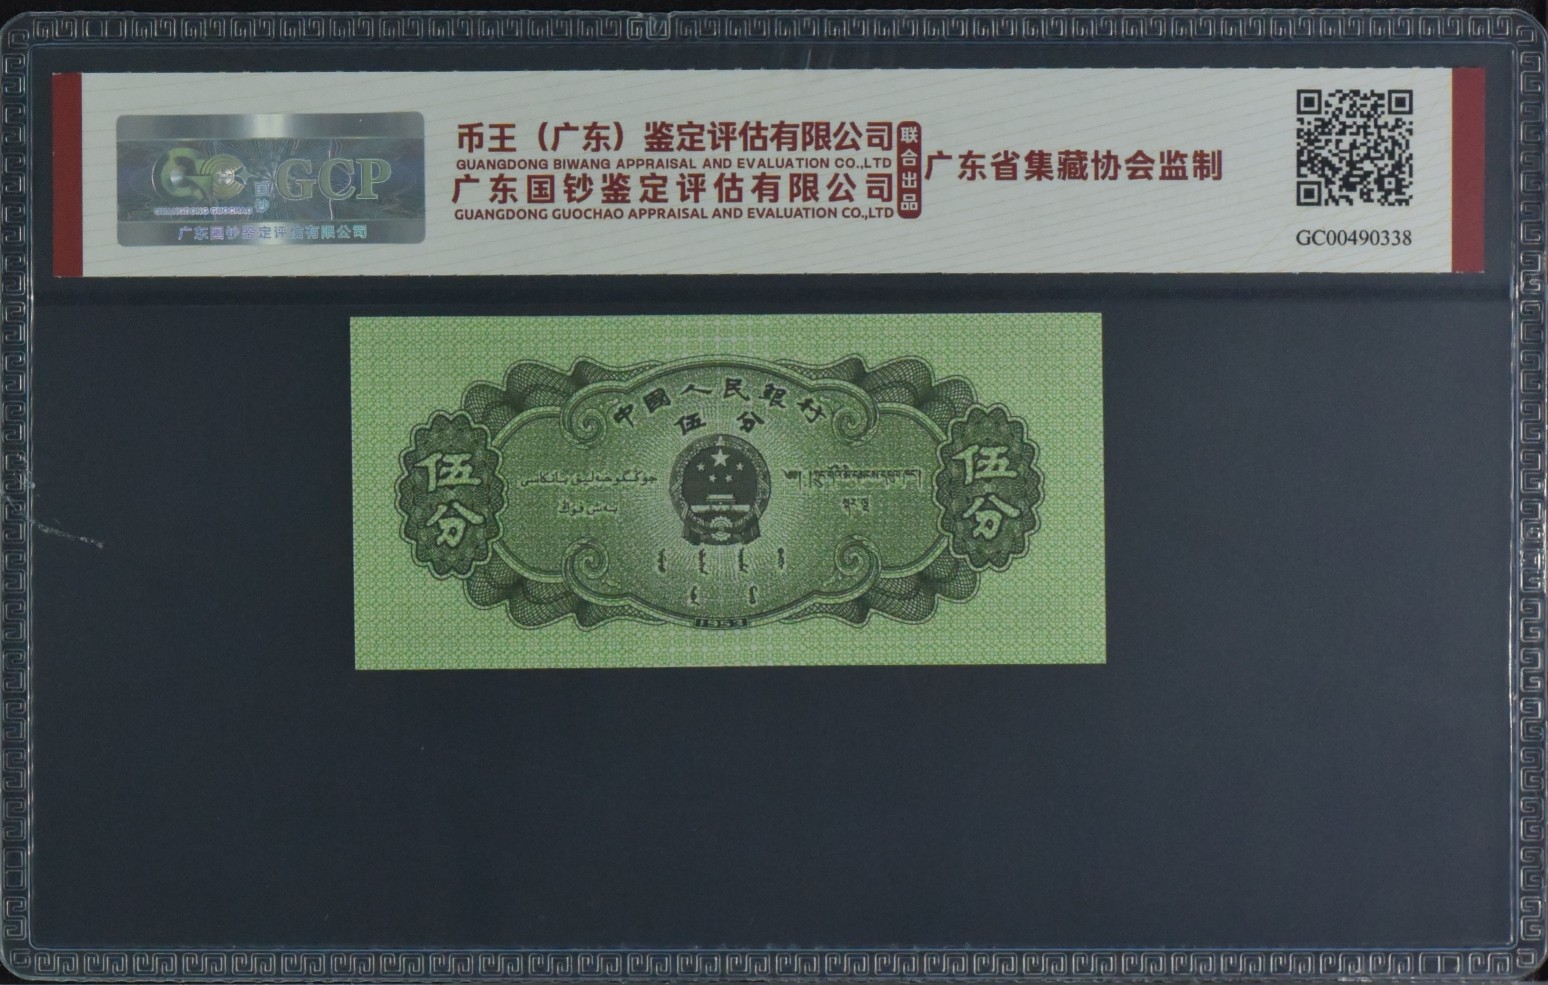 GCP
国钞
GUANGDONG GUOCHAO
广东国钞鉴定评估有限公司
币王（广东）鉴定评估有限公司
GUANGDONG BIWANG APPRAISAL AND EVALUATION CO.,LTD
广东国钞鉴定评估有限公司
GUANGDONG GUOCHAO APPRAISAL AND EVALUATION CO.,LTD
联合出品
广东省集藏协会监制
GC00490338
中國人民銀行
伍分
伍分
伍分
1953